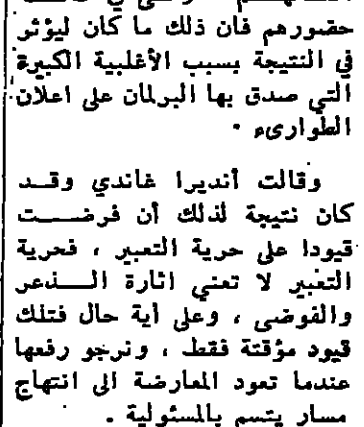 حضورهم فان ذلك ما كان ليؤثر
في النتيجة بسبب الأغلبية الكبيرة
التي صدق بها البرلمان على اعلان
الطوارىء .
وقالت أنديرا غاندي وقد
كان نتيجة لذلك أن فرضت
قيودا على حرية التعبير ، فحرية
التعبير لا تعني اثارة الذعر
والفوضى ، وعلى أية حال فتلك
قيود مؤقتة فقط ، ونرجو رفعها
عندما تعود المعارضة الى انتهاج
مسار يتسم بالمسئولية .